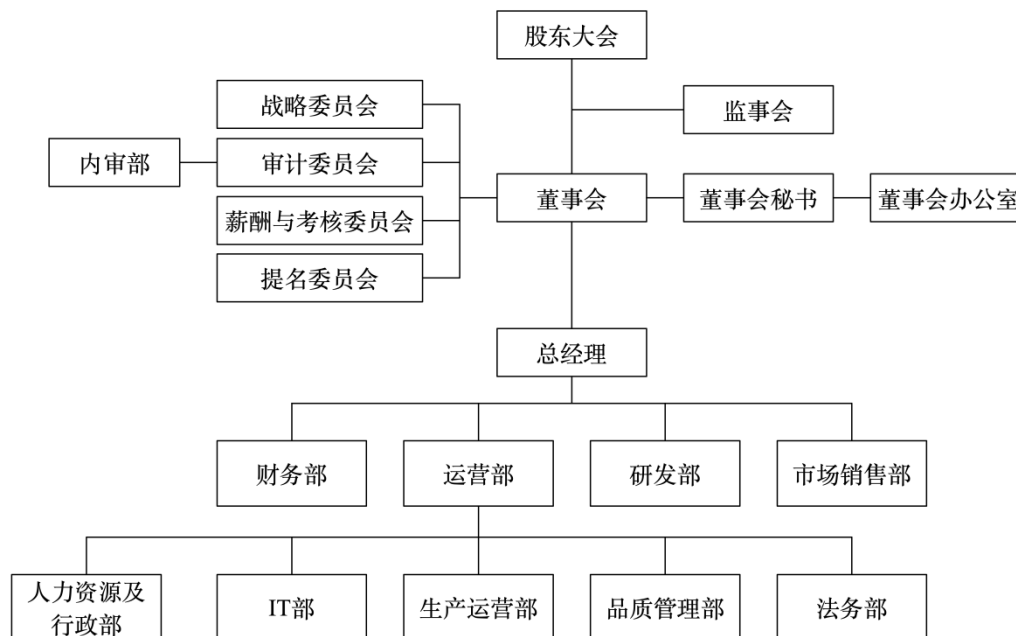 股东大会
战略委员会
监事会
内审部
审计委员会
董事会
董事会秘书
董事会办公室
薪酬与考核委员会
提名委员会
总经理
财务部
运营部
研发部
市场销售部
人力资源及
行政部
IT部
生产运营部
品质管理部
法务部